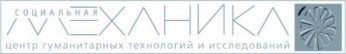 СОЦИАЛЬНАЯ
МЕХАНИКА
центр гуманитарных технологий и исследований